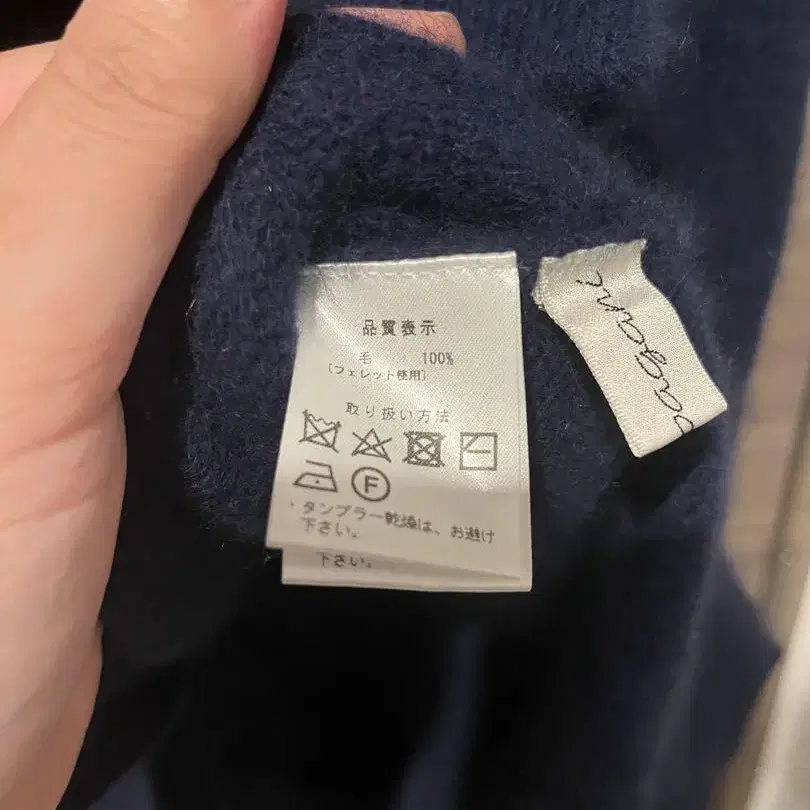 品質表示
毛 100%
〔フェレット使用〕
取り扱い方法
F
・タンブラー乾燥は、お避け
下さい。
下さい。
pagani